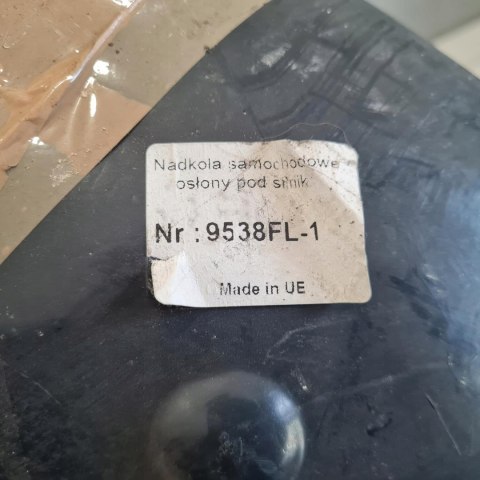 Nadkola samochodowe
osłony pod silnik
Nr : 9538FL-1
Made in UE